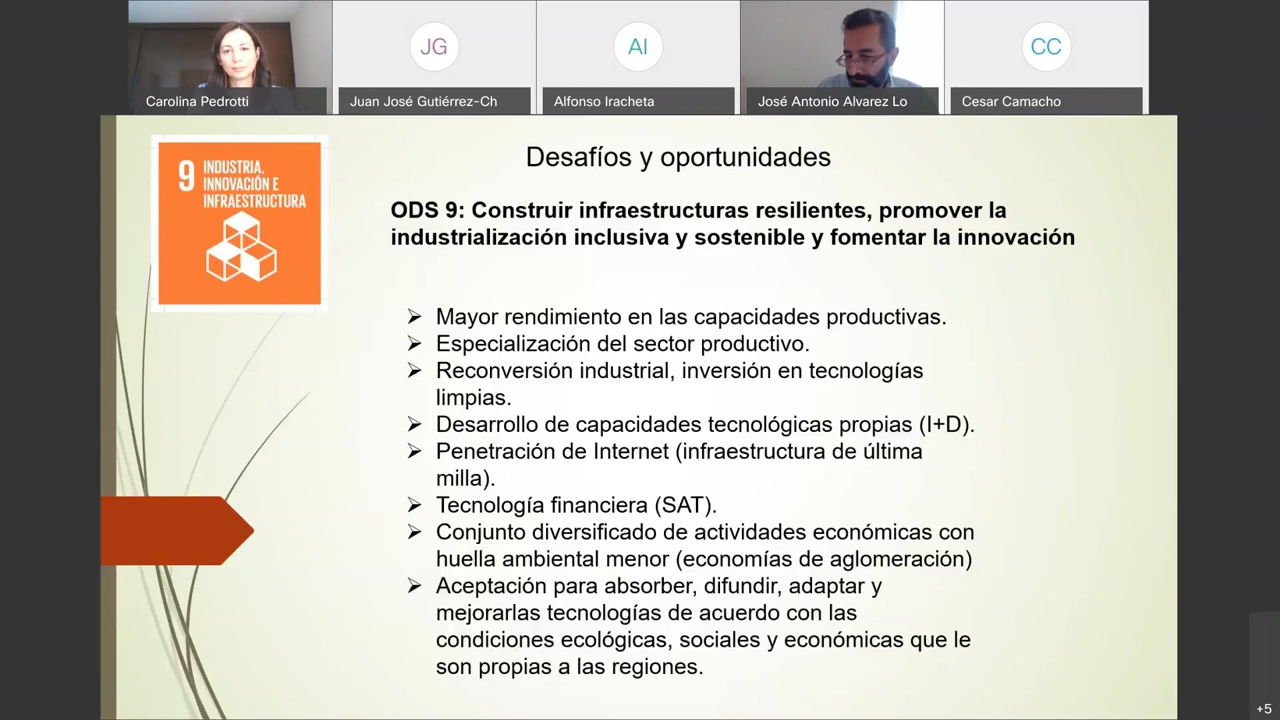 JG
AI
CC
Carolina Pedrotti
Juan José Gutiérrez-Ch
Alfonso Iracheta
José Antonio Alvarez Lo
Cesar Camacho
9 INDUSTRIA,
INNOVACIÓN E
INFRAESTRUCTURA
Desafíos y oportunidades
ODS 9: Construir infraestructuras resilientes, promover la
industrialización inclusiva y sostenible y fomentar la innovación
Mayor rendimiento en las capacidades productivas.
Especialización del sector productivo.
Reconversión industrial, inversión en tecnologías
limpias.
Desarrollo de capacidades tecnológicas propias (I+D).
Penetración de Internet (infraestructura de última
milla).
Tecnología financiera (SAT).
Conjunto diversificado de actividades económicas con
huella ambiental menor (economías de aglomeración)
Aceptación para absorber, difundir, adaptar y
mejorarlas tecnologías de acuerdo con las
condiciones ecológicas, sociales y económicas que le
son propias a las regiones.
+5